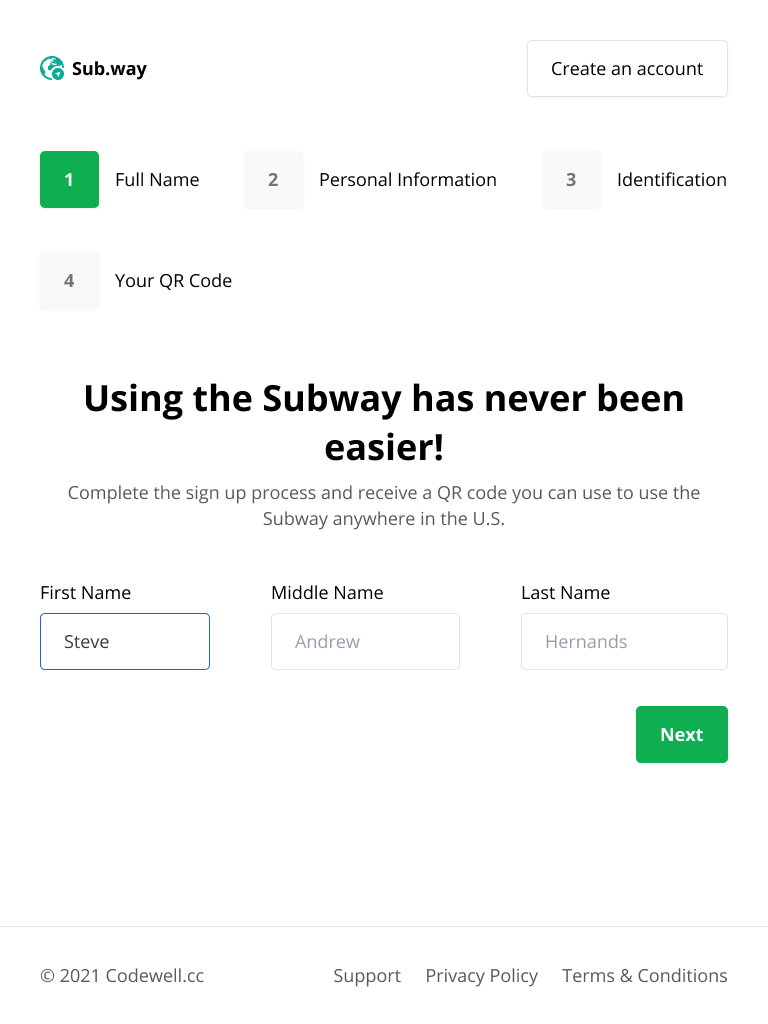 Sub.way
Create an account
1 Full Name 2 Personal Information 3 Identification
4 Your QR Code
Using the Subway has never been
easier!
Complete the sign up process and receive a QR code you can use to use the
Subway anywhere in the U.S.
First Name Middle Name Last Name
Steve Andrew Hernands
Next
© 2021 Codewell.cc Support Privacy Policy Terms & Conditions